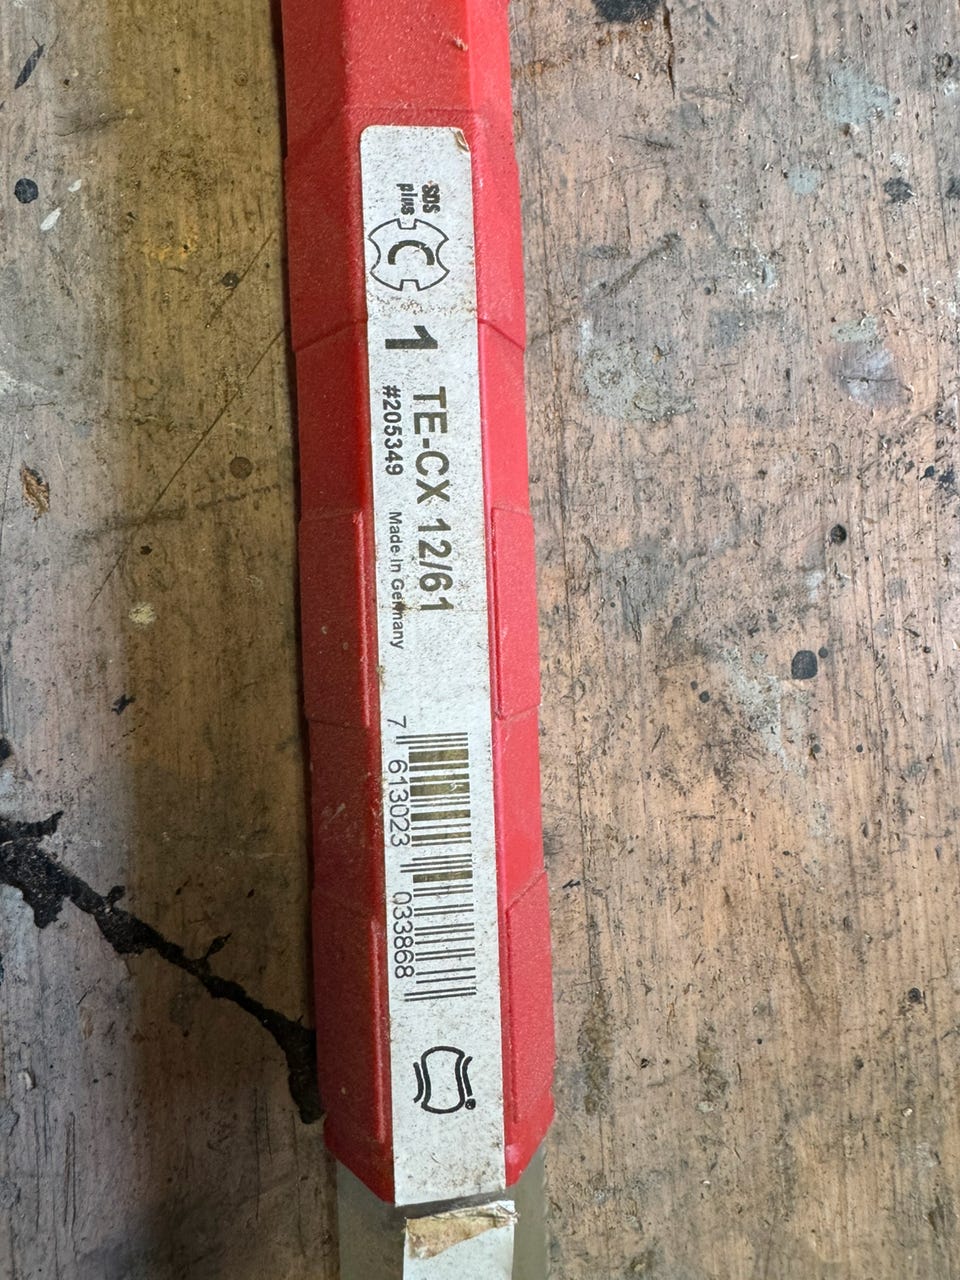 SDS
plus
C
1
TE-CX 12/61
#205349
Made in Germany
7 613023 033868